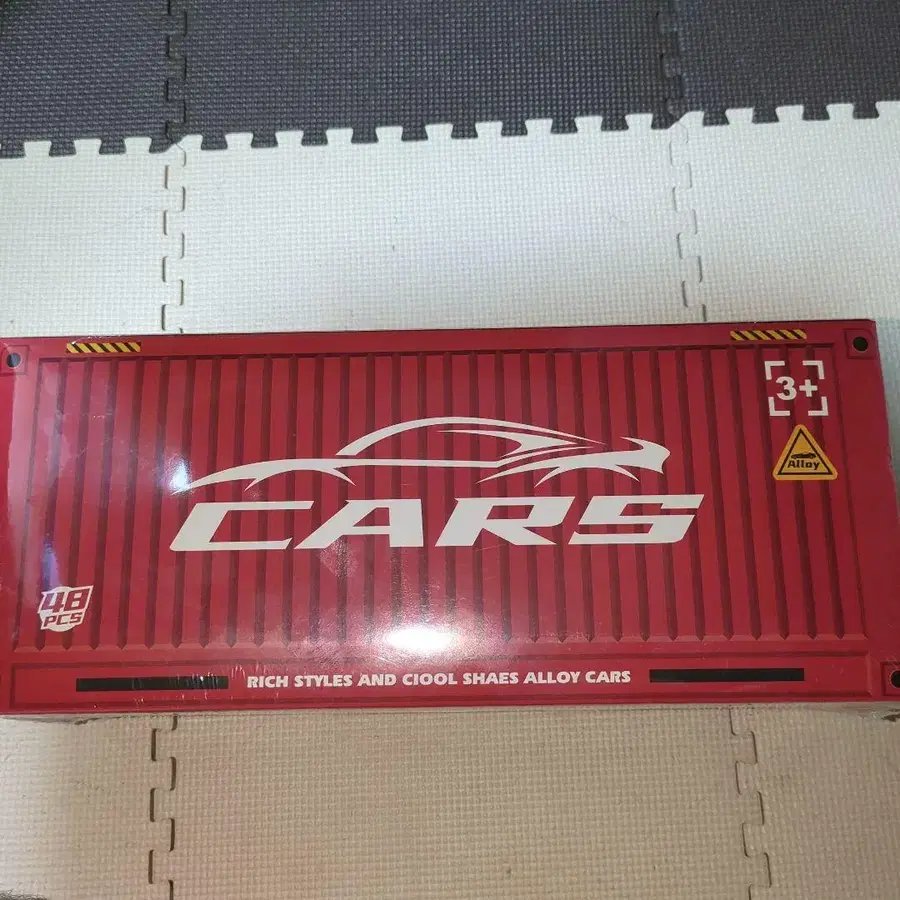 3+
Alloy
CARS
48
PCS
RICH STYLES AND CIOOL SHAES ALLOY CARS